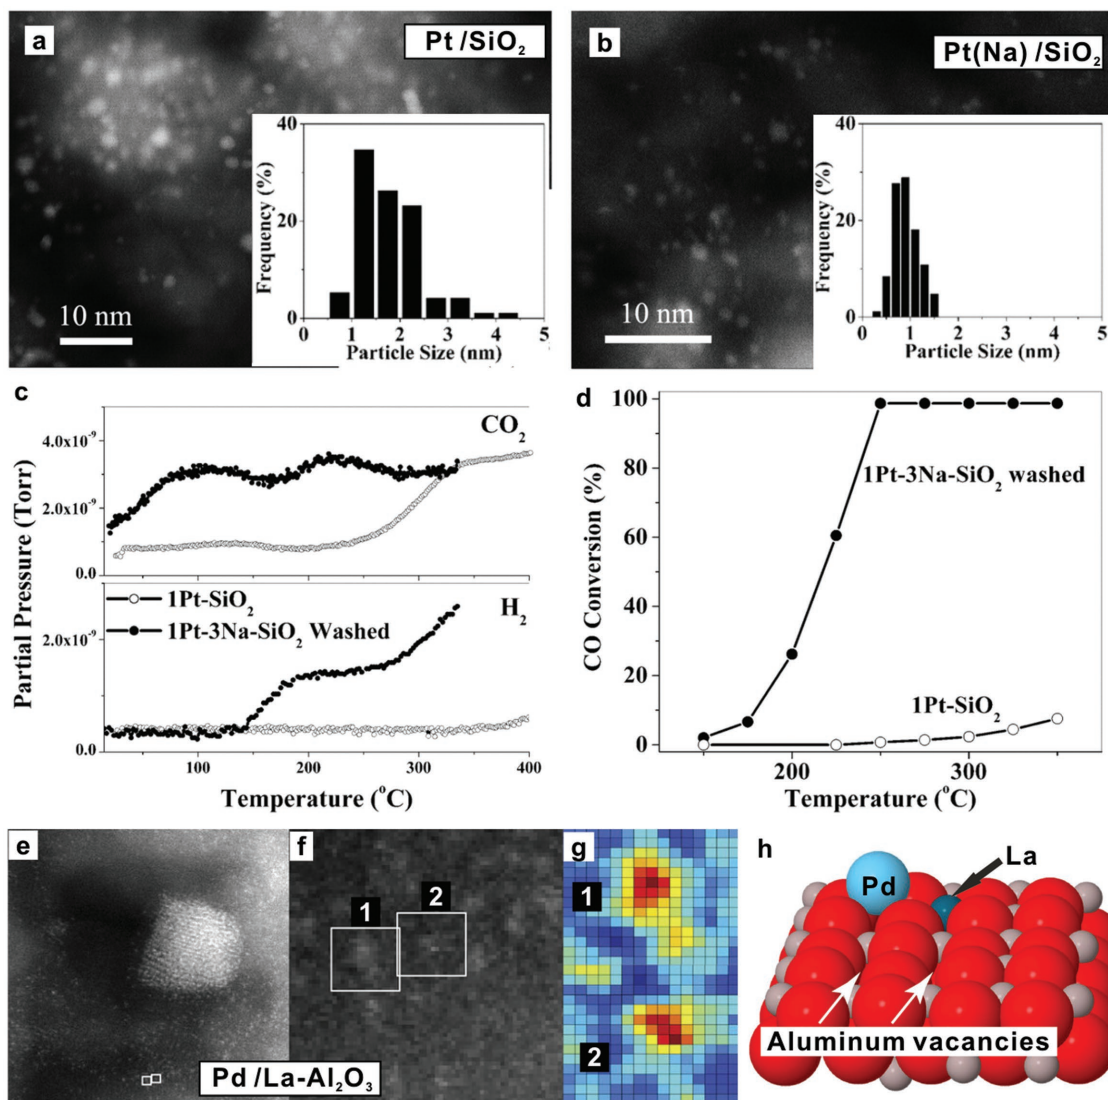 a
Pt /SiO₂
40
20
0
Frequency (%)
0 1 2 3 4 5
Particle Size (nm)
10 nm
b
Pt(Na) /SiO₂
40
20
0
Frequency (%)
0 1 2 3 4 5
Particle Size (nm)
10 nm
c
CO₂
4.0x10⁻⁹
2.0x10⁻⁹
0.0
Partial Pressure (Torr)
1Pt-SiO₂
1Pt-3Na-SiO₂ Washed
H₂
2.0x10⁻⁹
0.0
100 200 300 400
Temperature (°C)
d
100
80
60
40
20
0
CO Conversion (%)
1Pt-3Na-SiO₂ washed
1Pt-SiO₂
200 300
Temperature (°C)
e
Pd /La-Al₂O₃
f
1
2
g
1
2
h
La
Pd
Aluminum vacancies